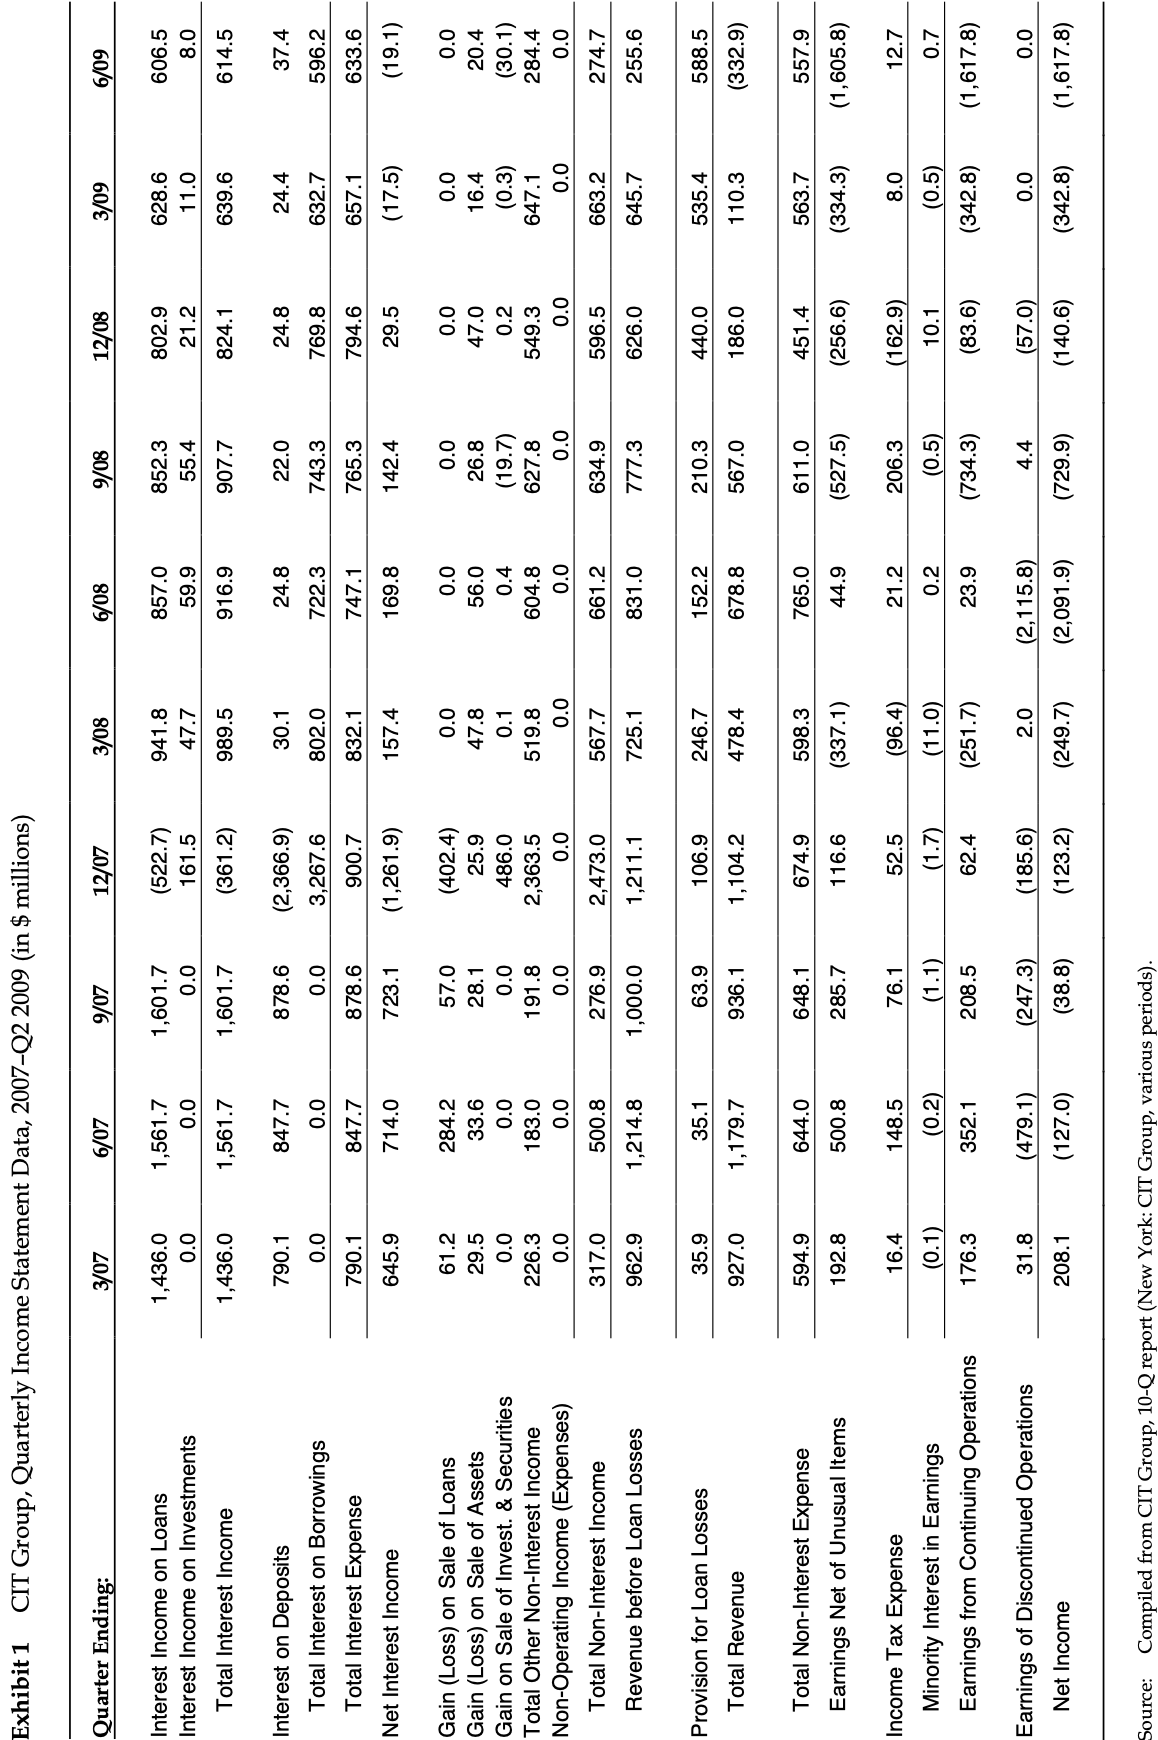 Exhibit 1 CIT Group, Quarterly Income Statement Data, 2007–Q2 2009 (in $ millions)
Quarter Ending: 3/07 6/07 9/07 12/07 3/08 6/08 9/08 12/08 3/09 6/09
Interest Income on Loans 1,436.0 1,561.7 1,601.7 (522.7) 941.8 857.0 852.3 802.9 628.6 606.5
Interest Income on Investments 0.0 0.0 0.0 161.5 47.7 59.9 55.4 21.2 11.0 8.0
Total Interest Income 1,436.0 1,561.7 1,601.7 (361.2) 989.5 916.9 907.7 824.1 639.6 614.5
Interest on Deposits 790.1 847.7 878.6 (2,366.9) 30.1 24.8 22.0 24.8 24.4 37.4
Total Interest on Borrowings 0.0 0.0 0.0 3,267.6 802.0 722.3 743.3 769.8 632.7 596.2
Total Interest Expense 790.1 847.7 878.6 900.7 832.1 747.1 765.3 794.6 657.1 633.6
Net Interest Income 645.9 714.0 723.1 (1,261.9) 157.4 169.8 142.4 29.5 (17.5) (19.1)
Gain (Loss) on Sale of Loans 61.2 284.2 57.0 (402.4) 0.0 0.0 0.0 0.0 0.0 0.0
Gain (Loss) on Sale of Assets 29.5 33.6 28.1 25.9 47.8 56.0 26.8 47.0 16.4 20.4
Gain on Sale of Invest. & Securities 0.0 0.0 0.0 486.0 0.1 0.4 (19.7) 0.2 (0.3) (30.1)
Total Other Non-Interest Income 226.3 183.0 191.8 2,363.5 519.8 604.8 627.8 549.3 647.1 284.4
Non-Operating Income (Expenses) 0.0 0.0 0.0 0.0 0.0 0.0 0.0 0.0 0.0 0.0
Total Non-Interest Income 317.0 500.8 276.9 2,473.0 567.7 661.2 634.9 596.5 663.2 274.7
Revenue before Loan Losses 962.9 1,214.8 1,000.0 1,211.1 725.1 831.0 777.3 626.0 645.7 255.6
Provision for Loan Losses 35.9 35.1 63.9 106.9 246.7 152.2 210.3 440.0 535.4 588.5
Total Revenue 927.0 1,179.7 936.1 1,104.2 478.4 678.8 567.0 186.0 110.3 (332.9)
Total Non-Interest Expense 594.9 644.0 648.1 674.9 598.3 765.0 611.0 451.4 563.7 557.9
Earnings Net of Unusual Items 192.8 500.8 285.7 116.6 (337.1) 44.9 (527.5) (256.6) (334.3) (1,605.8)
Income Tax Expense 16.4 148.5 76.1 52.5 (96.4) 21.2 206.3 (162.9) 8.0 12.7
Minority Interest in Earnings (0.1) (0.2) (1.1) (1.7) (11.0) 0.2 (0.5) 10.1 (0.5) 0.7
Earnings from Continuing Operations 176.3 352.1 208.5 62.4 (251.7) 23.9 (734.3) (83.6) (342.8) (1,617.8)
Earnings of Discontinued Operations 31.8 (479.1) (247.3) (185.6) 2.0 (2,115.8) 4.4 (57.0) 0.0 0.0
Net Income 208.1 (127.0) (38.8) (123.2) (249.7) (2,091.9) (729.9) (140.6) (342.8) (1,617.8)
Source: Compiled from CIT Group, 10-Q report (New York: CIT Group, various periods).